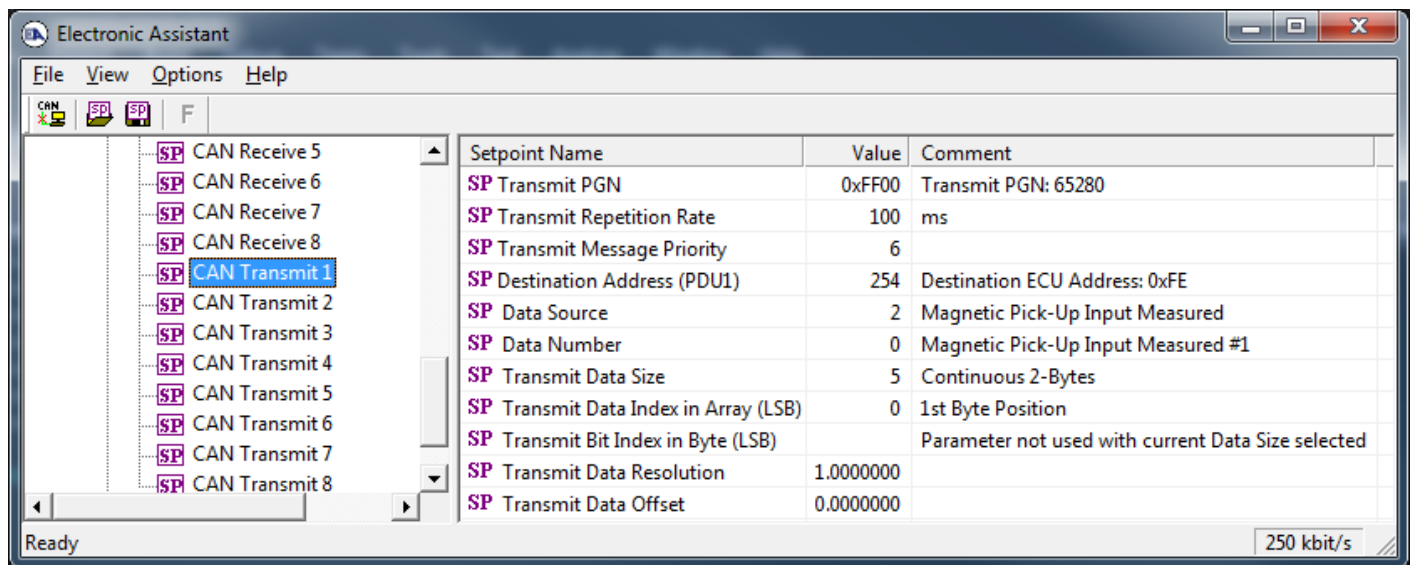 EA Electronic Assistant
File View Options Help
CAN SP SP F
SP CAN Receive 5
SP CAN Receive 6
SP CAN Receive 7
SP CAN Receive 8
SP CAN Transmit 1
SP CAN Transmit 2
SP CAN Transmit 3
SP CAN Transmit 4
SP CAN Transmit 5
SP CAN Transmit 6
SP CAN Transmit 7
SP CAN Transmit 8
Setpoint Name Value Comment
SP Transmit PGN 0xFF00 Transmit PGN: 65280
SP Transmit Repetition Rate 100 ms
SP Transmit Message Priority 6
SP Destination Address (PDU1) 254 Destination ECU Address: 0xFE
SP Data Source 2 Magnetic Pick-Up Input Measured
SP Data Number 0 Magnetic Pick-Up Input Measured #1
SP Transmit Data Size 5 Continuous 2-Bytes
SP Transmit Data Index in Array (LSB) 0 1st Byte Position
SP Transmit Bit Index in Byte (LSB) Parameter not used with current Data Size selected
SP Transmit Data Resolution 1.0000000
SP Transmit Data Offset 0.0000000
Ready 250 kbit/s